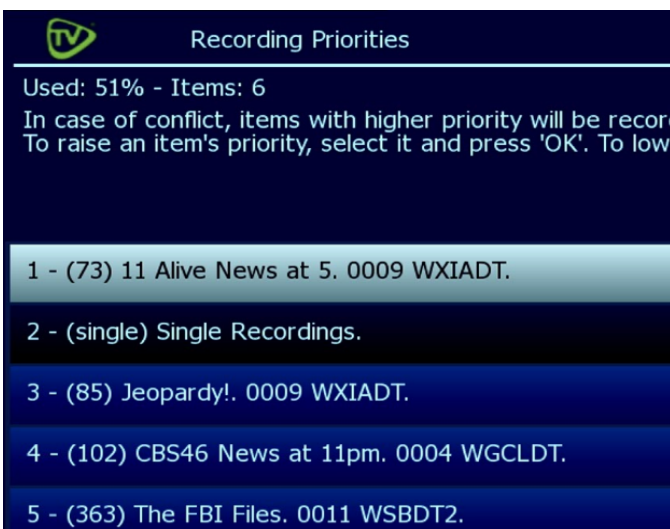 TV
Recording Priorities
Used: 51% - Items: 6
In case of conflict, items with higher priority will be
To raise an item's priority, select it and press 'OK'. To
1 - (73) 11 Alive News at 5. 0009 WXIADT.
2 - (single) Single Recordings.
3 - (85) Jeopardy!. 0009 WXIADT.
4 - (102) CBS46 News at 11pm. 0004 WGCLDT.
5 - (363) The FBI Files. 0011 WSBDT2.